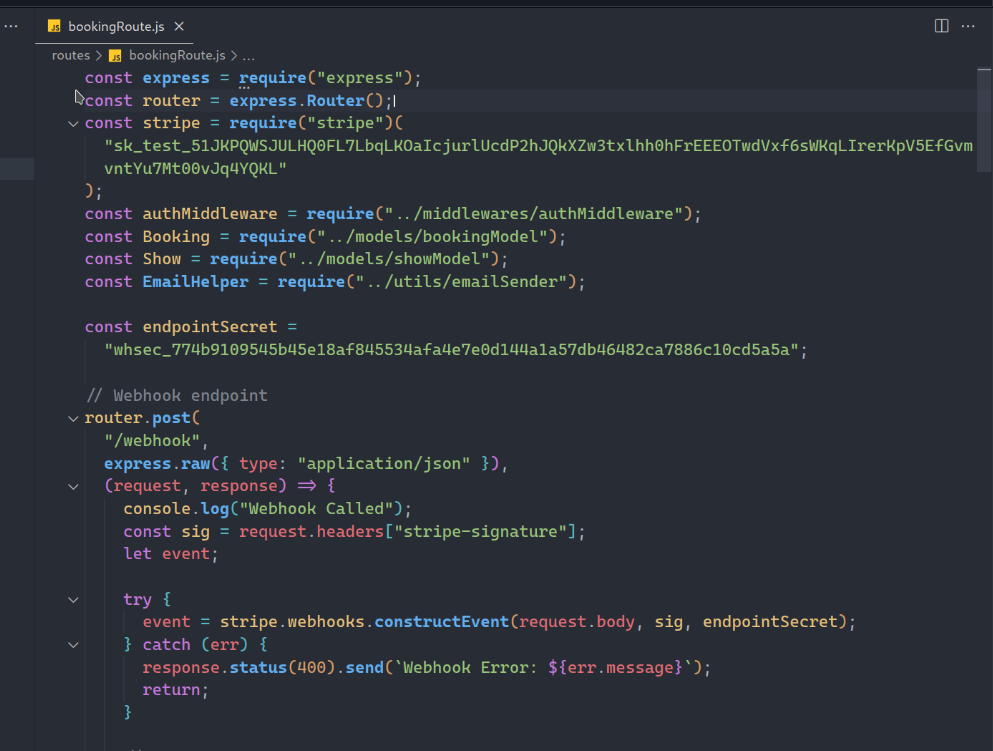 bookingRoute.js
routes > bookingRoute.js > ...
const express = require("express");
const router = express.Router();
const stripe = require("stripe")(
"sk_test_51JKPQWSJULHQ0FL7LbqLKOaIcjurlUcdP2hJQkXZw3txlhh0hFrEEEOTwdVxf6sWKqLIrerKpV5EfGvm
vntYu7Mt00vJq4YQKL"
);
const authMiddleware = require("../middlewares/authMiddleware");
const Booking = require("../models/bookingModel");
const Show = require("../models/showModel");
const EmailHelper = require("../utils/emailSender");
const endpointSecret =
"whsec_774b9109545b45e18af845534afa4e7e0d144a1a57db46482ca7886c10cd5a5a";
// Webhook endpoint
router.post(
"/webhook",
express.raw({ type: "application/json" }),
(request, response) => {
console.log("Webhook Called");
const sig = request.headers["stripe-signature"];
let event;
try {
event = stripe.webhooks.constructEvent(request.body, sig, endpointSecret);
} catch (err) {
response.status(400).send(`Webhook Error: ${err.message}`);
return;
}